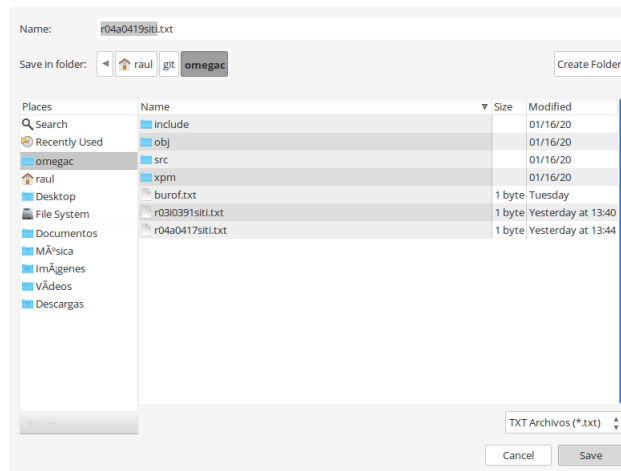 Name: r04a0419siti.txt
Save in folder: raul git omegac Create Folder
Places Name Size Modified
Search include 01/16/20
Recently Used obj 01/16/20
omegac src 01/16/20
raul xpm 01/16/20
Desktop burof.txt 1 byte Tuesday
File System r03i0391siti.txt 1 byte Yesterday at 13:40
Documentos r04a0417siti.txt 1 byte Yesterday at 13:44
MÃºsica
ImÃ¡genes
VÃ­deos
Descargas
TXT Archivos (*.txt)
Cancel Save